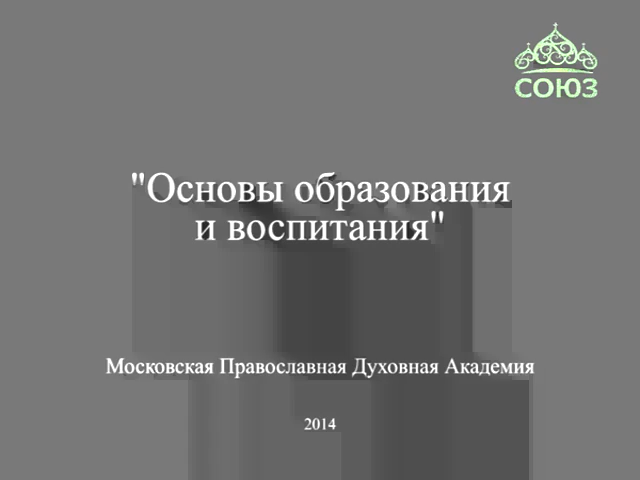 СОЮЗ
"Основы образования
и воспитания"
Московская Православная Духовная Академия
2014